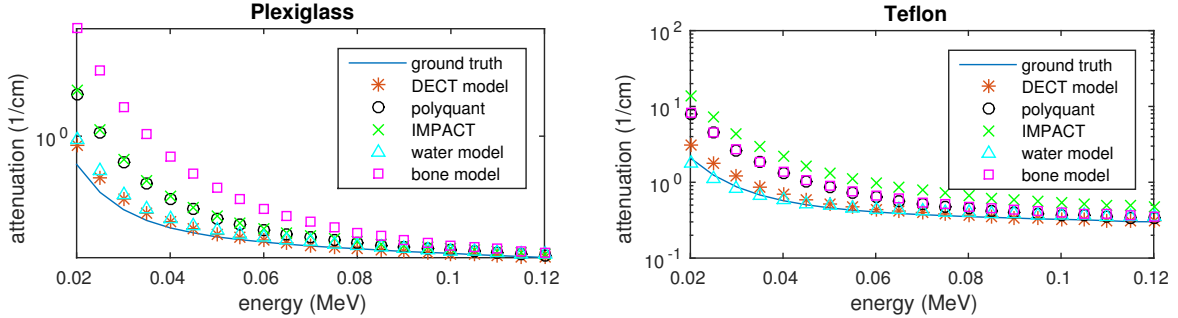 Plexiglass
attenuation (1/cm)
10^0
ground truth
DECT model
polyquant
IMPACT
water model
bone model
0.02
0.04
0.06
0.08
0.1
0.12
energy (MeV)
Teflon
attenuation (1/cm)
10^2
10^1
10^0
10^-1
ground truth
DECT model
polyquant
IMPACT
water model
bone model
0.02
0.04
0.06
0.08
0.1
0.12
energy (MeV)